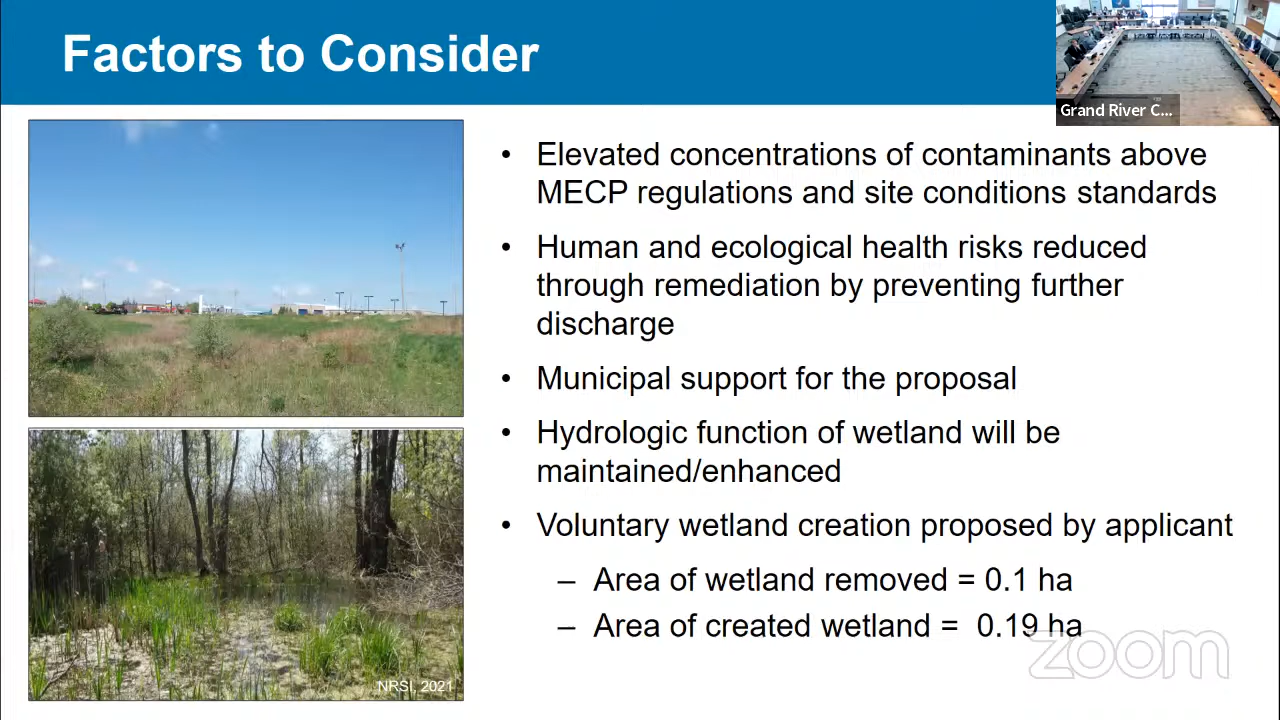 Factors to Consider
Grand River C...
• Elevated concentrations of contaminants above
MECP regulations and site conditions standards
• Human and ecological health risks reduced
through remediation by preventing further
discharge
• Municipal support for the proposal
• Hydrologic function of wetland will be
maintained/enhanced
• Voluntary wetland creation proposed by applicant
– Area of wetland removed = 0.1 ha
– Area of created wetland = 0.19 ha
NRSI, 2021
zoom